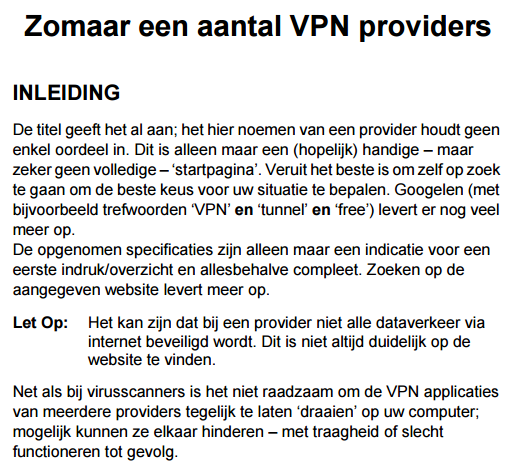 Zomaar een aantal VPN providers
INLEIDING
De titel geeft het al aan; het hier noemen van een provider houdt geen
enkel oordeel in. Dit is alleen maar een (hopelijk) handige – maar
zeker geen volledige – ‘startpagina’. Veruit het beste is om zelf op zoek
te gaan om de beste keus voor uw situatie te bepalen. Googelen (met
bijvoorbeeld trefwoorden ‘VPN’ en ‘tunnel’ en ‘free’) levert er nog veel
meer op.
De opgenomen specificaties zijn alleen maar een indicatie voor een
eerste indruk/overzicht en allesbehalve compleet. Zoeken op de
aangegeven website levert meer op.
Let Op: Het kan zijn dat bij een provider niet alle dataverkeer via
internet beveiligd wordt. Dit is niet altijd duidelijk op de
website te vinden.
Net als bij virusscanners is het niet raadzaam om de VPN applicaties
van meerdere providers tegelijk te laten ‘draaien’ op uw computer;
mogelijk kunnen ze elkaar hinderen – met traagheid of slecht
functioneren tot gevolg.